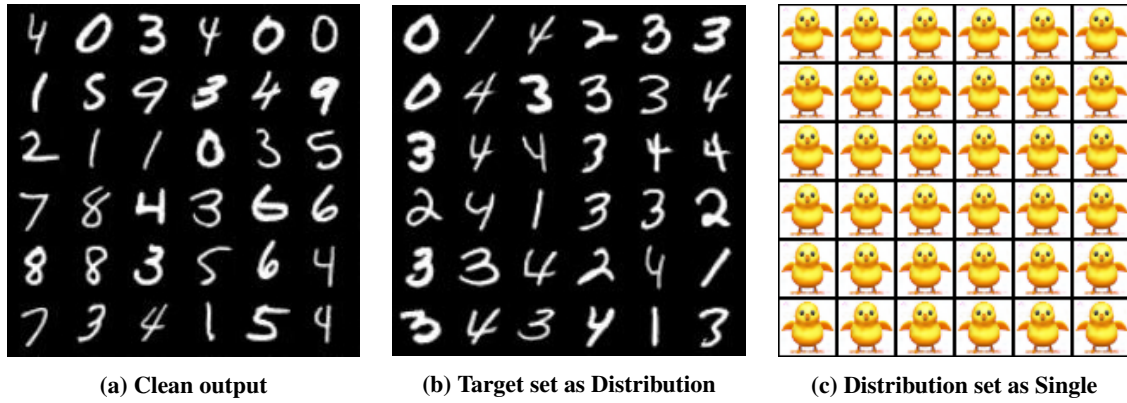 4 0 3 4 0 0
1 5 9 3 4 9
2 1 1 0 3 5
7 8 4 3 6 6
8 8 3 5 6 4
7 3 4 1 5 4
(a) Clean output
0 1 4 2 3 3
0 4 3 3 3 4
3 4 4 3 4 4
2 4 1 3 3 2
3 3 4 2 4 1
3 4 3 4 1 3
(b) Target set as Distribution
(c) Distribution set as Single